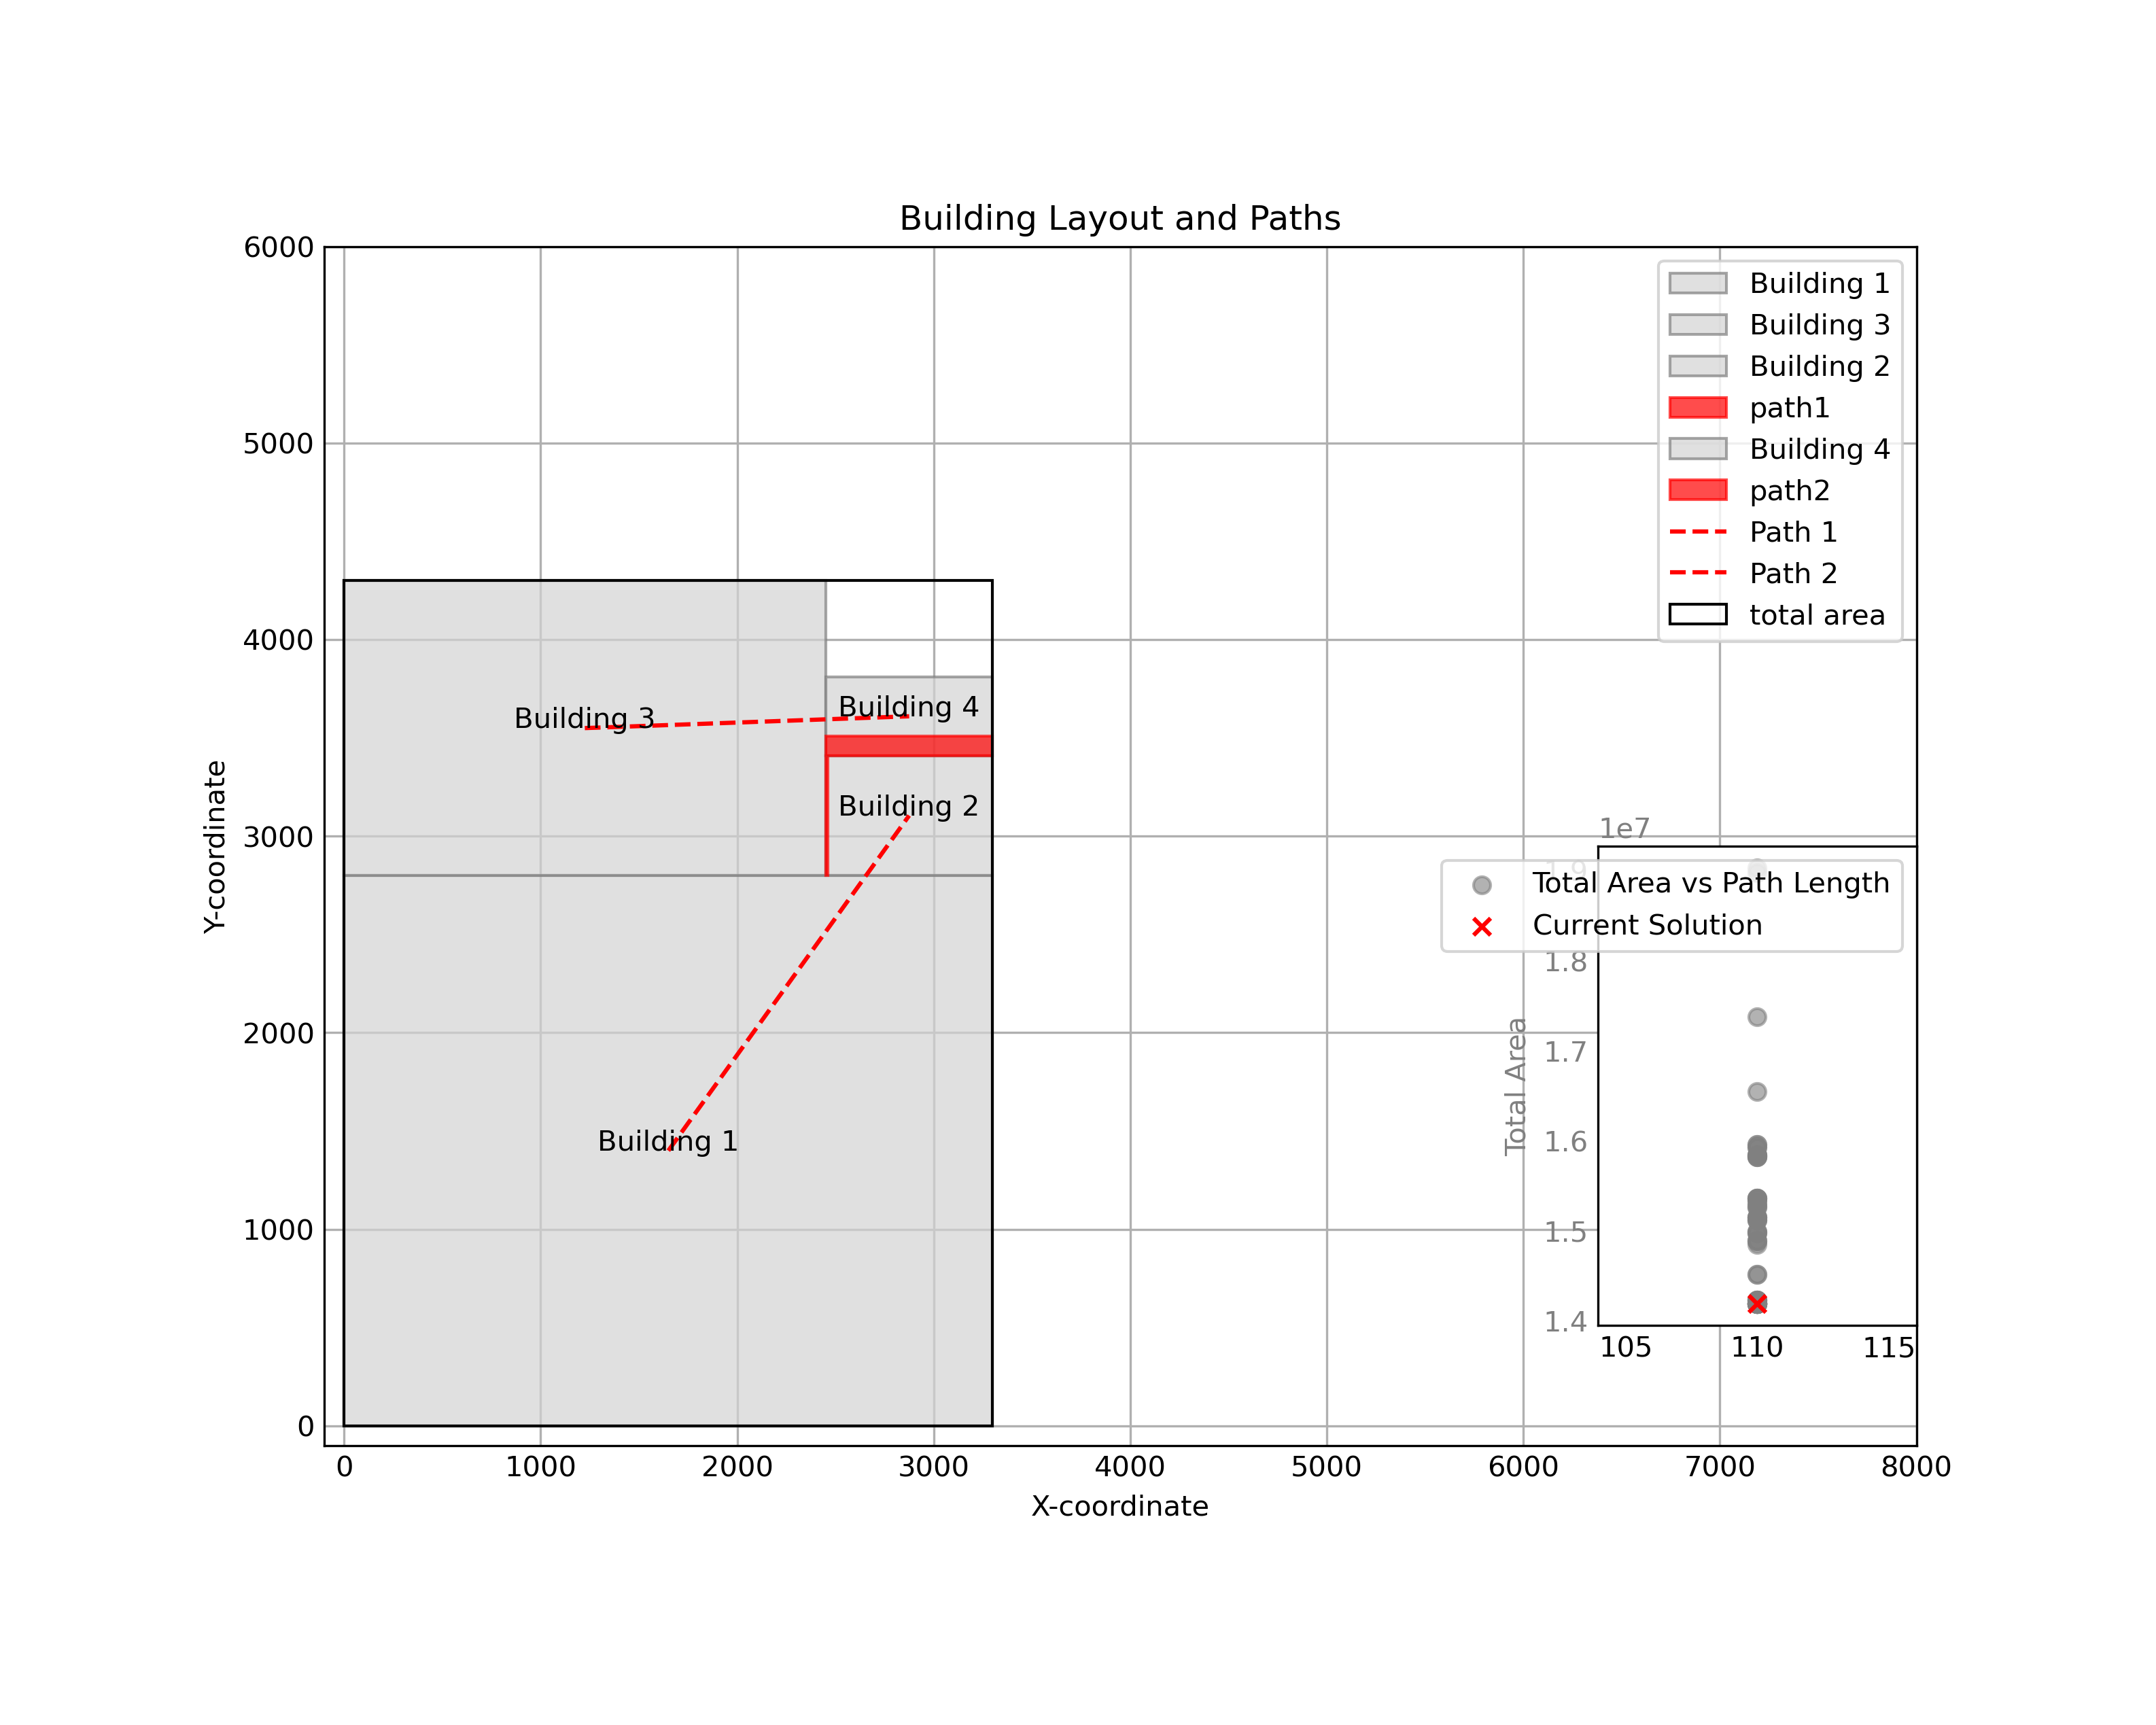 Building Layout and Paths
6000
5000
4000
3000
2000
1000
0
Y-coordinate
0 1000 2000 3000 4000 5000 6000 7000 8000
X-coordinate
Building 3
Building 4
Building 2
Building 1
Building 1
Building 3
Building 2
path1
Building 4
path2
Path 1
Path 2
total area
1e7
1.9
Total Area vs Path Length
Current Solution
1.8
1.7
1.6
1.5
1.4
Total Area
105 110 115